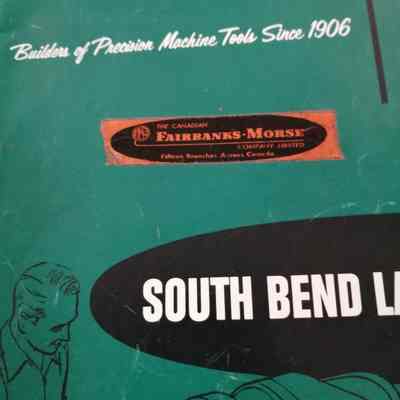 Builders of Precision Machine Tools Since 1906
THE CANADIAN
FAIRBANKS-MORSE
COMPANY LIMITED
Fifteen Branches Across Canada
SOUTH BEND LA